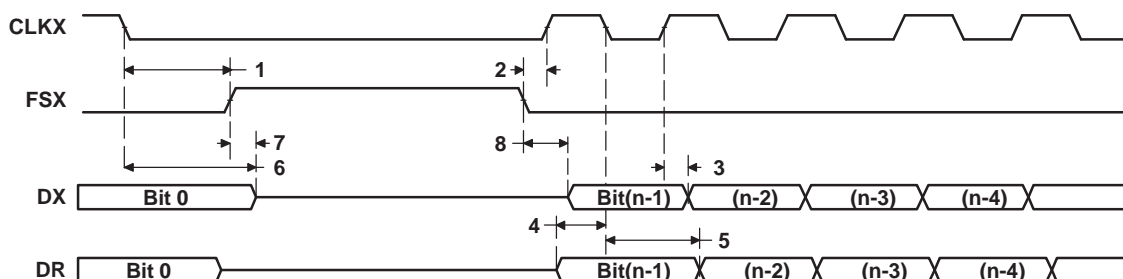 CLKX
1
2
FSX
7
8
6
3
DX
Bit 0
Bit(n-1)
(n-2)
(n-3)
(n-4)
4
5
DR
Bit 0
Bit(n-1)
(n-2)
(n-3)
(n-4)